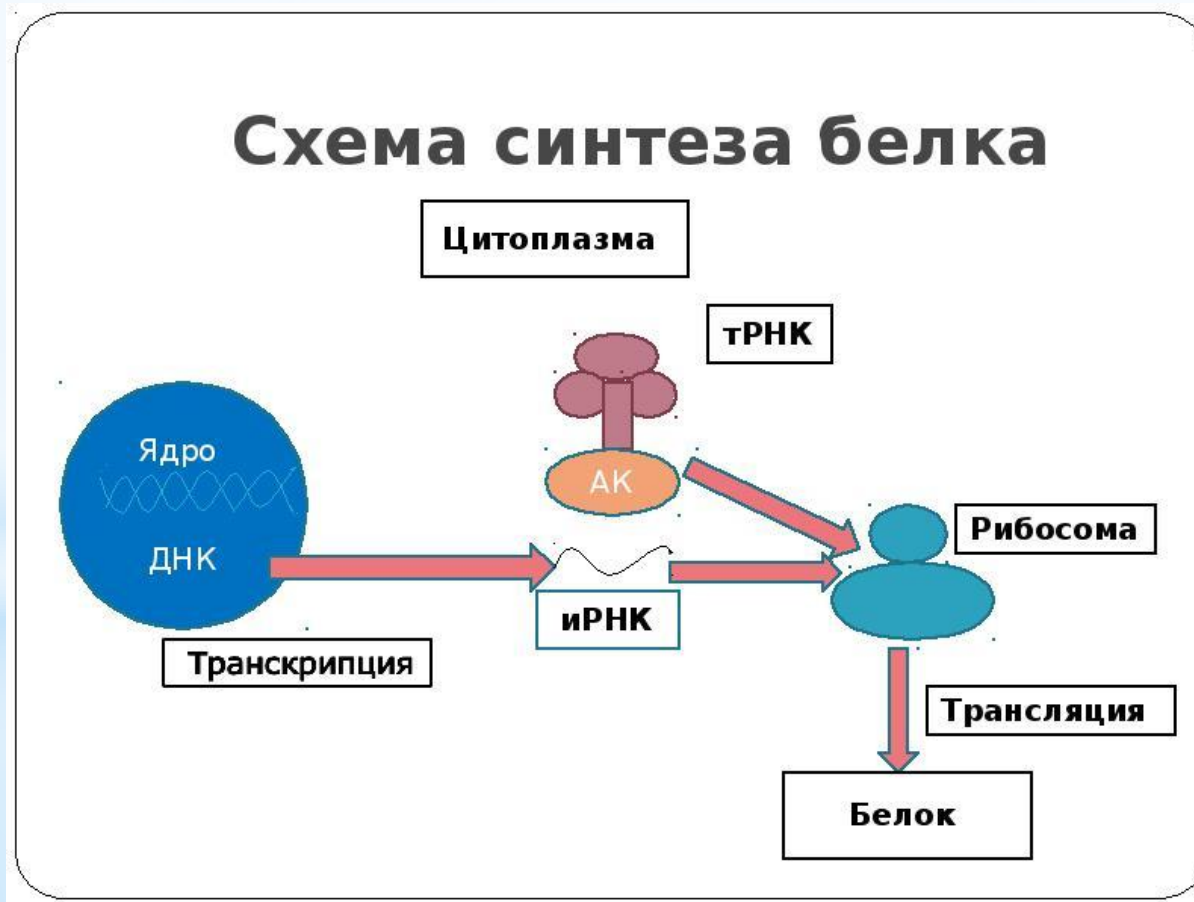 Схема синтеза белка
Цитоплазма
тРНК
Ядро
АК
Рибосома
ДНК
иРНК
Транскрипция
Трансляция
Белок